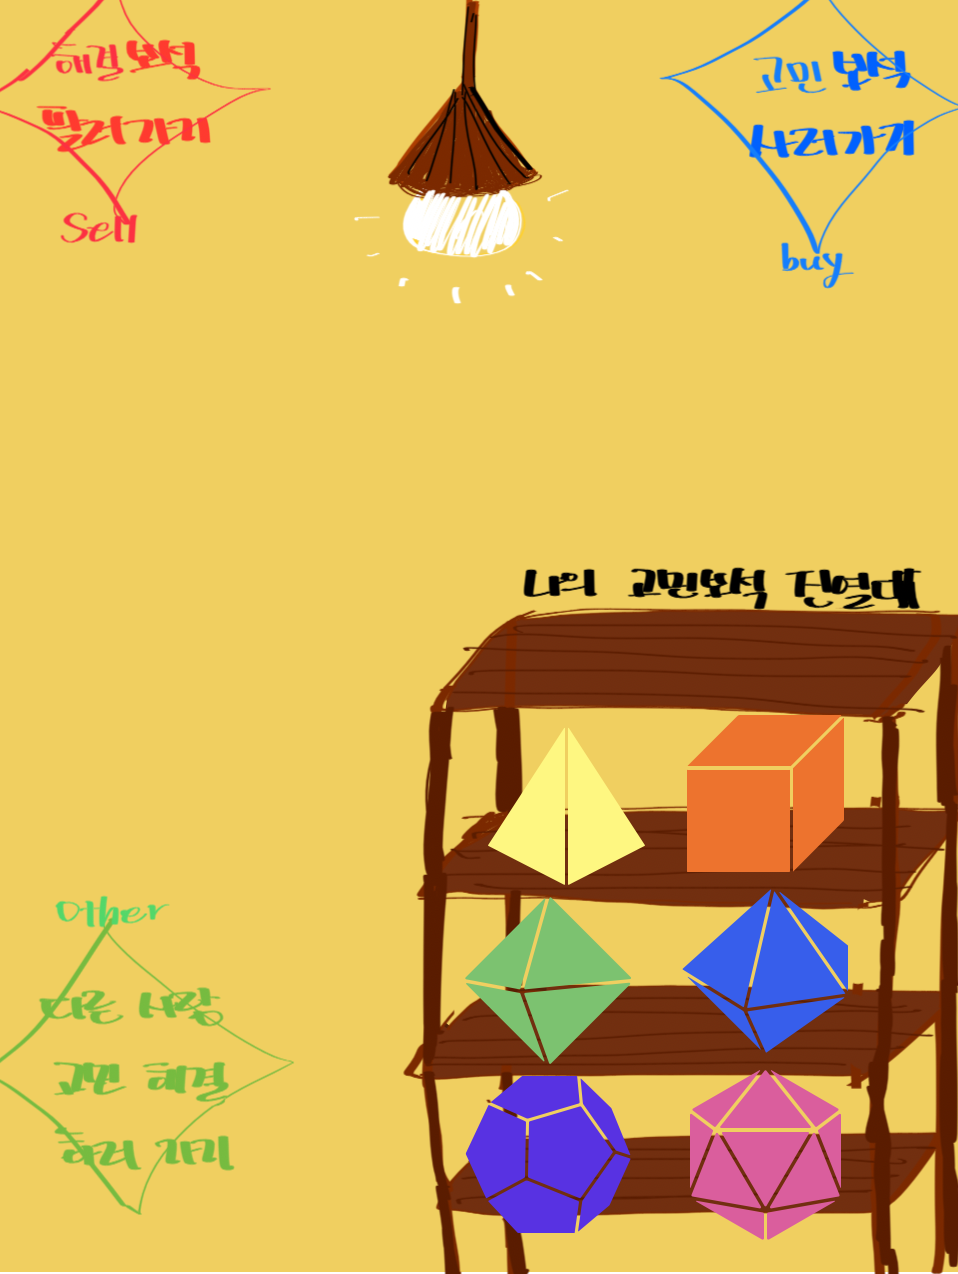 해결 보석
팔러가기
Sell
고민 보석
사러가기
buy
나의 고민보석 진열대
Other
다른 사람
고민 해결
하러 가기